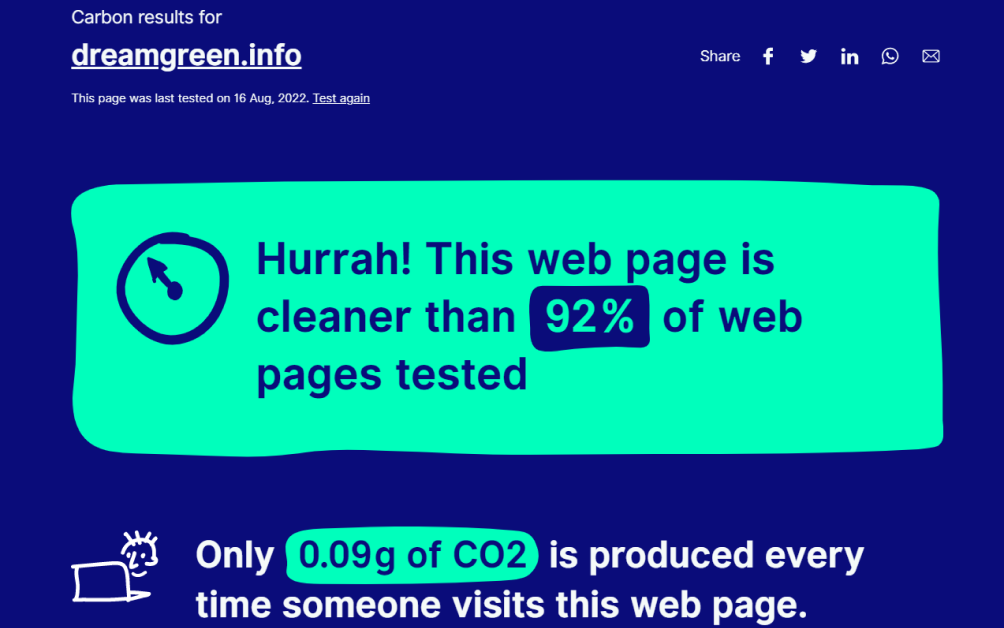 Carbon results for
dreamgreen.info
Share
This page was last tested on 16 Aug, 2022. Test again
Hurrah! This web page is
cleaner than 92% of web
pages tested
Only 0.09g of CO2 is produced every
time someone visits this web page.